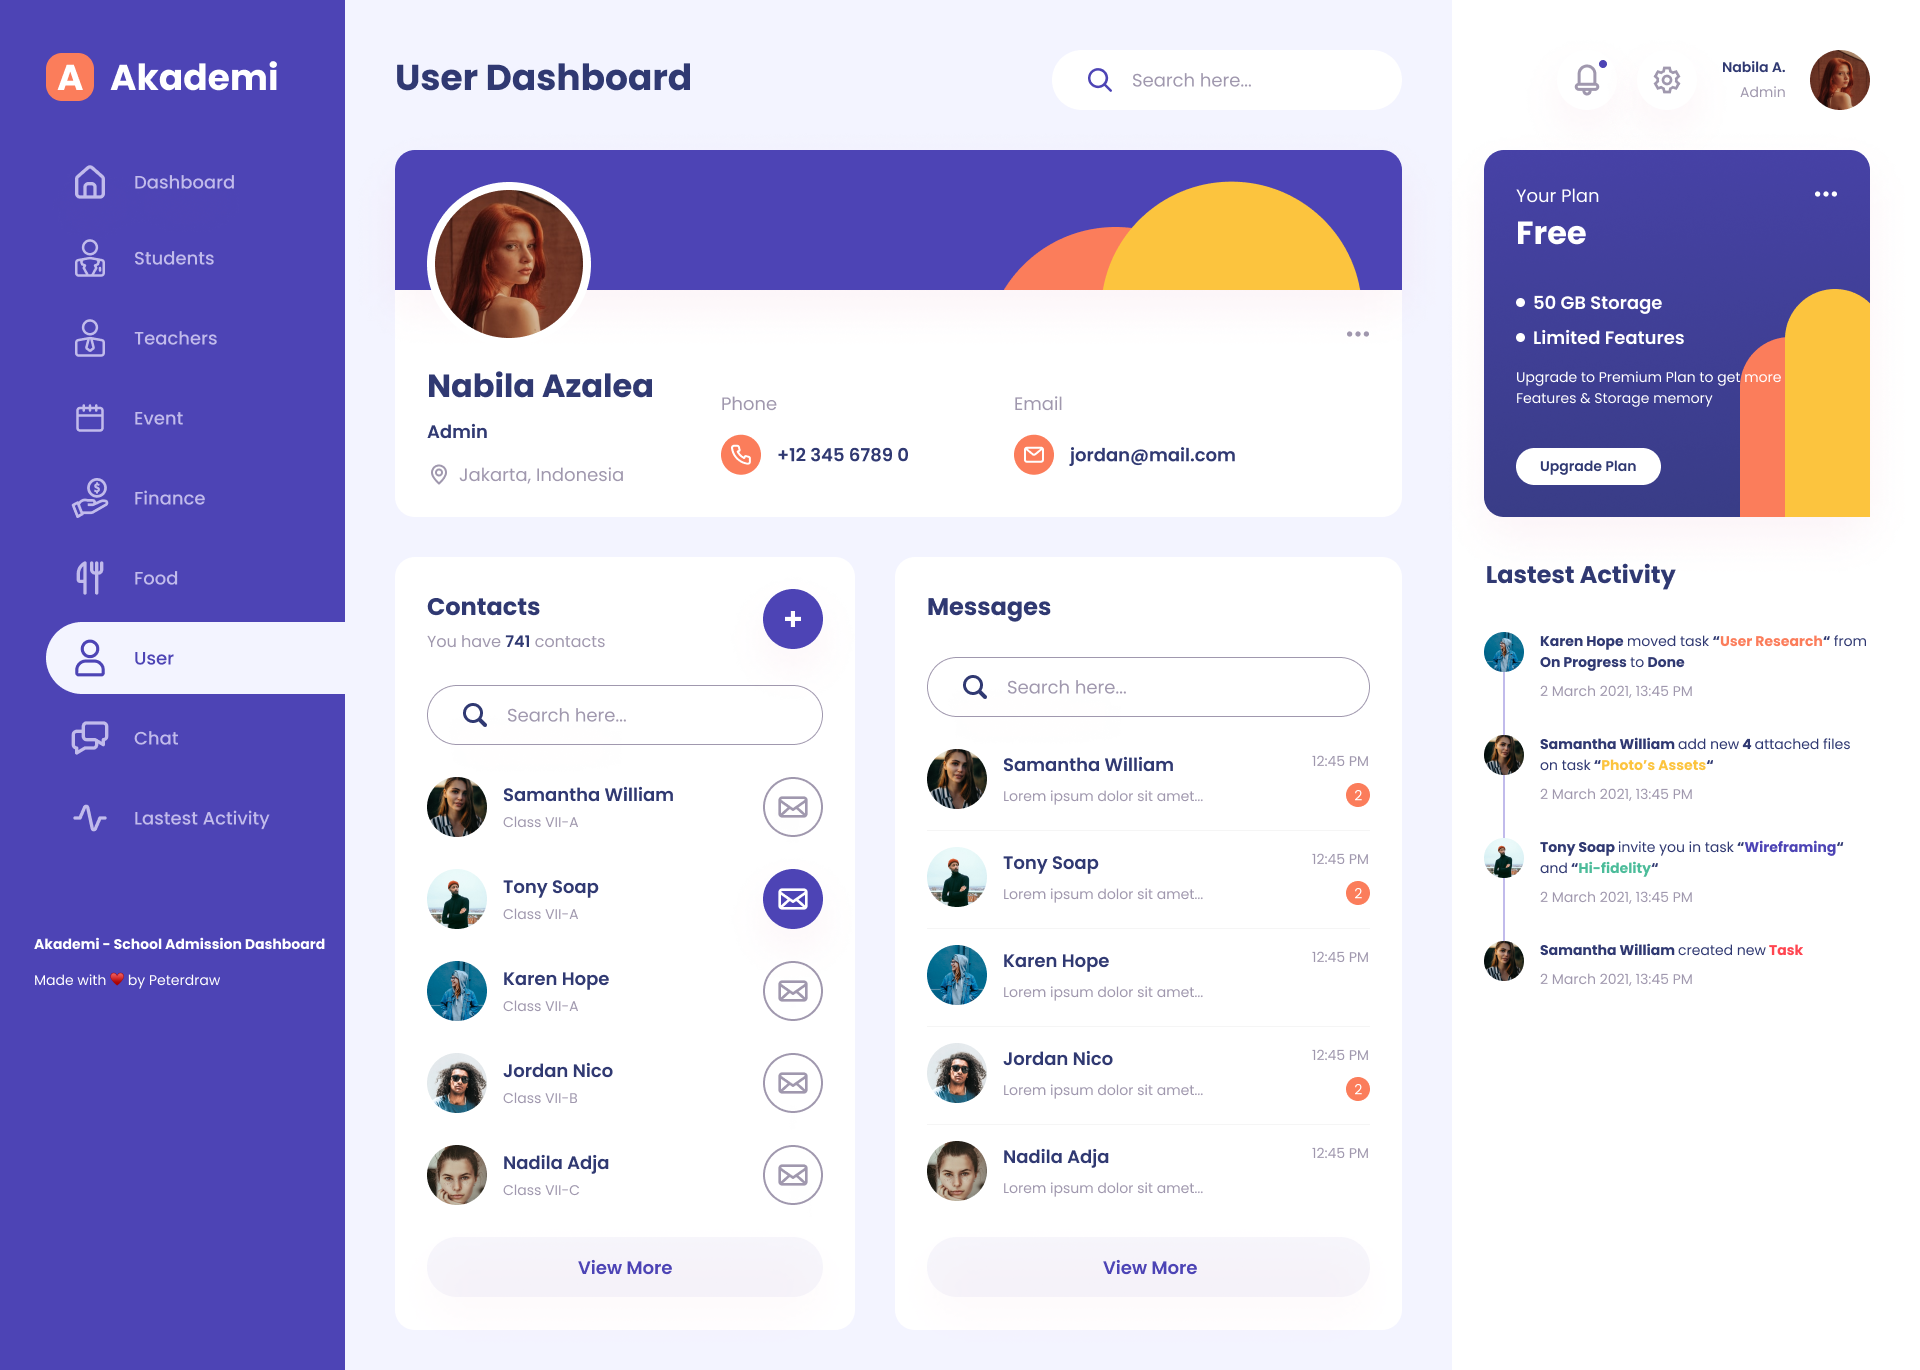 A Akademi
Dashboard
Students
Teachers
Event
Finance
Food
User
Chat
Lastest Activity
Akademi - School Admission Dashboard
Made with ❤️ by Peterdraw
User Dashboard
Search here...
Nabila A.
Admin
Nabila Azalea
Admin
Jakarta, Indonesia
Phone
+12 345 6789 0
Email
jordan@mail.com
Contacts
You have 741 contacts
+
Search here...
Samantha William
Class VII-A
Tony Soap
Class VII-A
Karen Hope
Class VII-A
Jordan Nico
Class VII-B
Nadila Adja
Class VII-C
View More
Messages
Search here...
Samantha William
12:45 PM
Lorem ipsum dolor sit amet...
2
Tony Soap
12:45 PM
Lorem ipsum dolor sit amet...
2
Karen Hope
12:45 PM
Lorem ipsum dolor sit amet...
Jordan Nico
12:45 PM
Lorem ipsum dolor sit amet...
2
Nadila Adja
12:45 PM
Lorem ipsum dolor sit amet...
View More
Your Plan
Free
50 GB Storage
Limited Features
Upgrade to Premium Plan to get more
Features & Storage memory
Upgrade Plan
Lastest Activity
Karen Hope moved task “User Research“ from
On Progress to Done
2 March 2021, 13:45 PM
Samantha William add new 4 attached files
on task “Photo’s Assets“
2 March 2021, 13:45 PM
Tony Soap invite you in task “Wireframing“
and “Hi-fidelity“
2 March 2021, 13:45 PM
Samantha William created new Task
2 March 2021, 13:45 PM